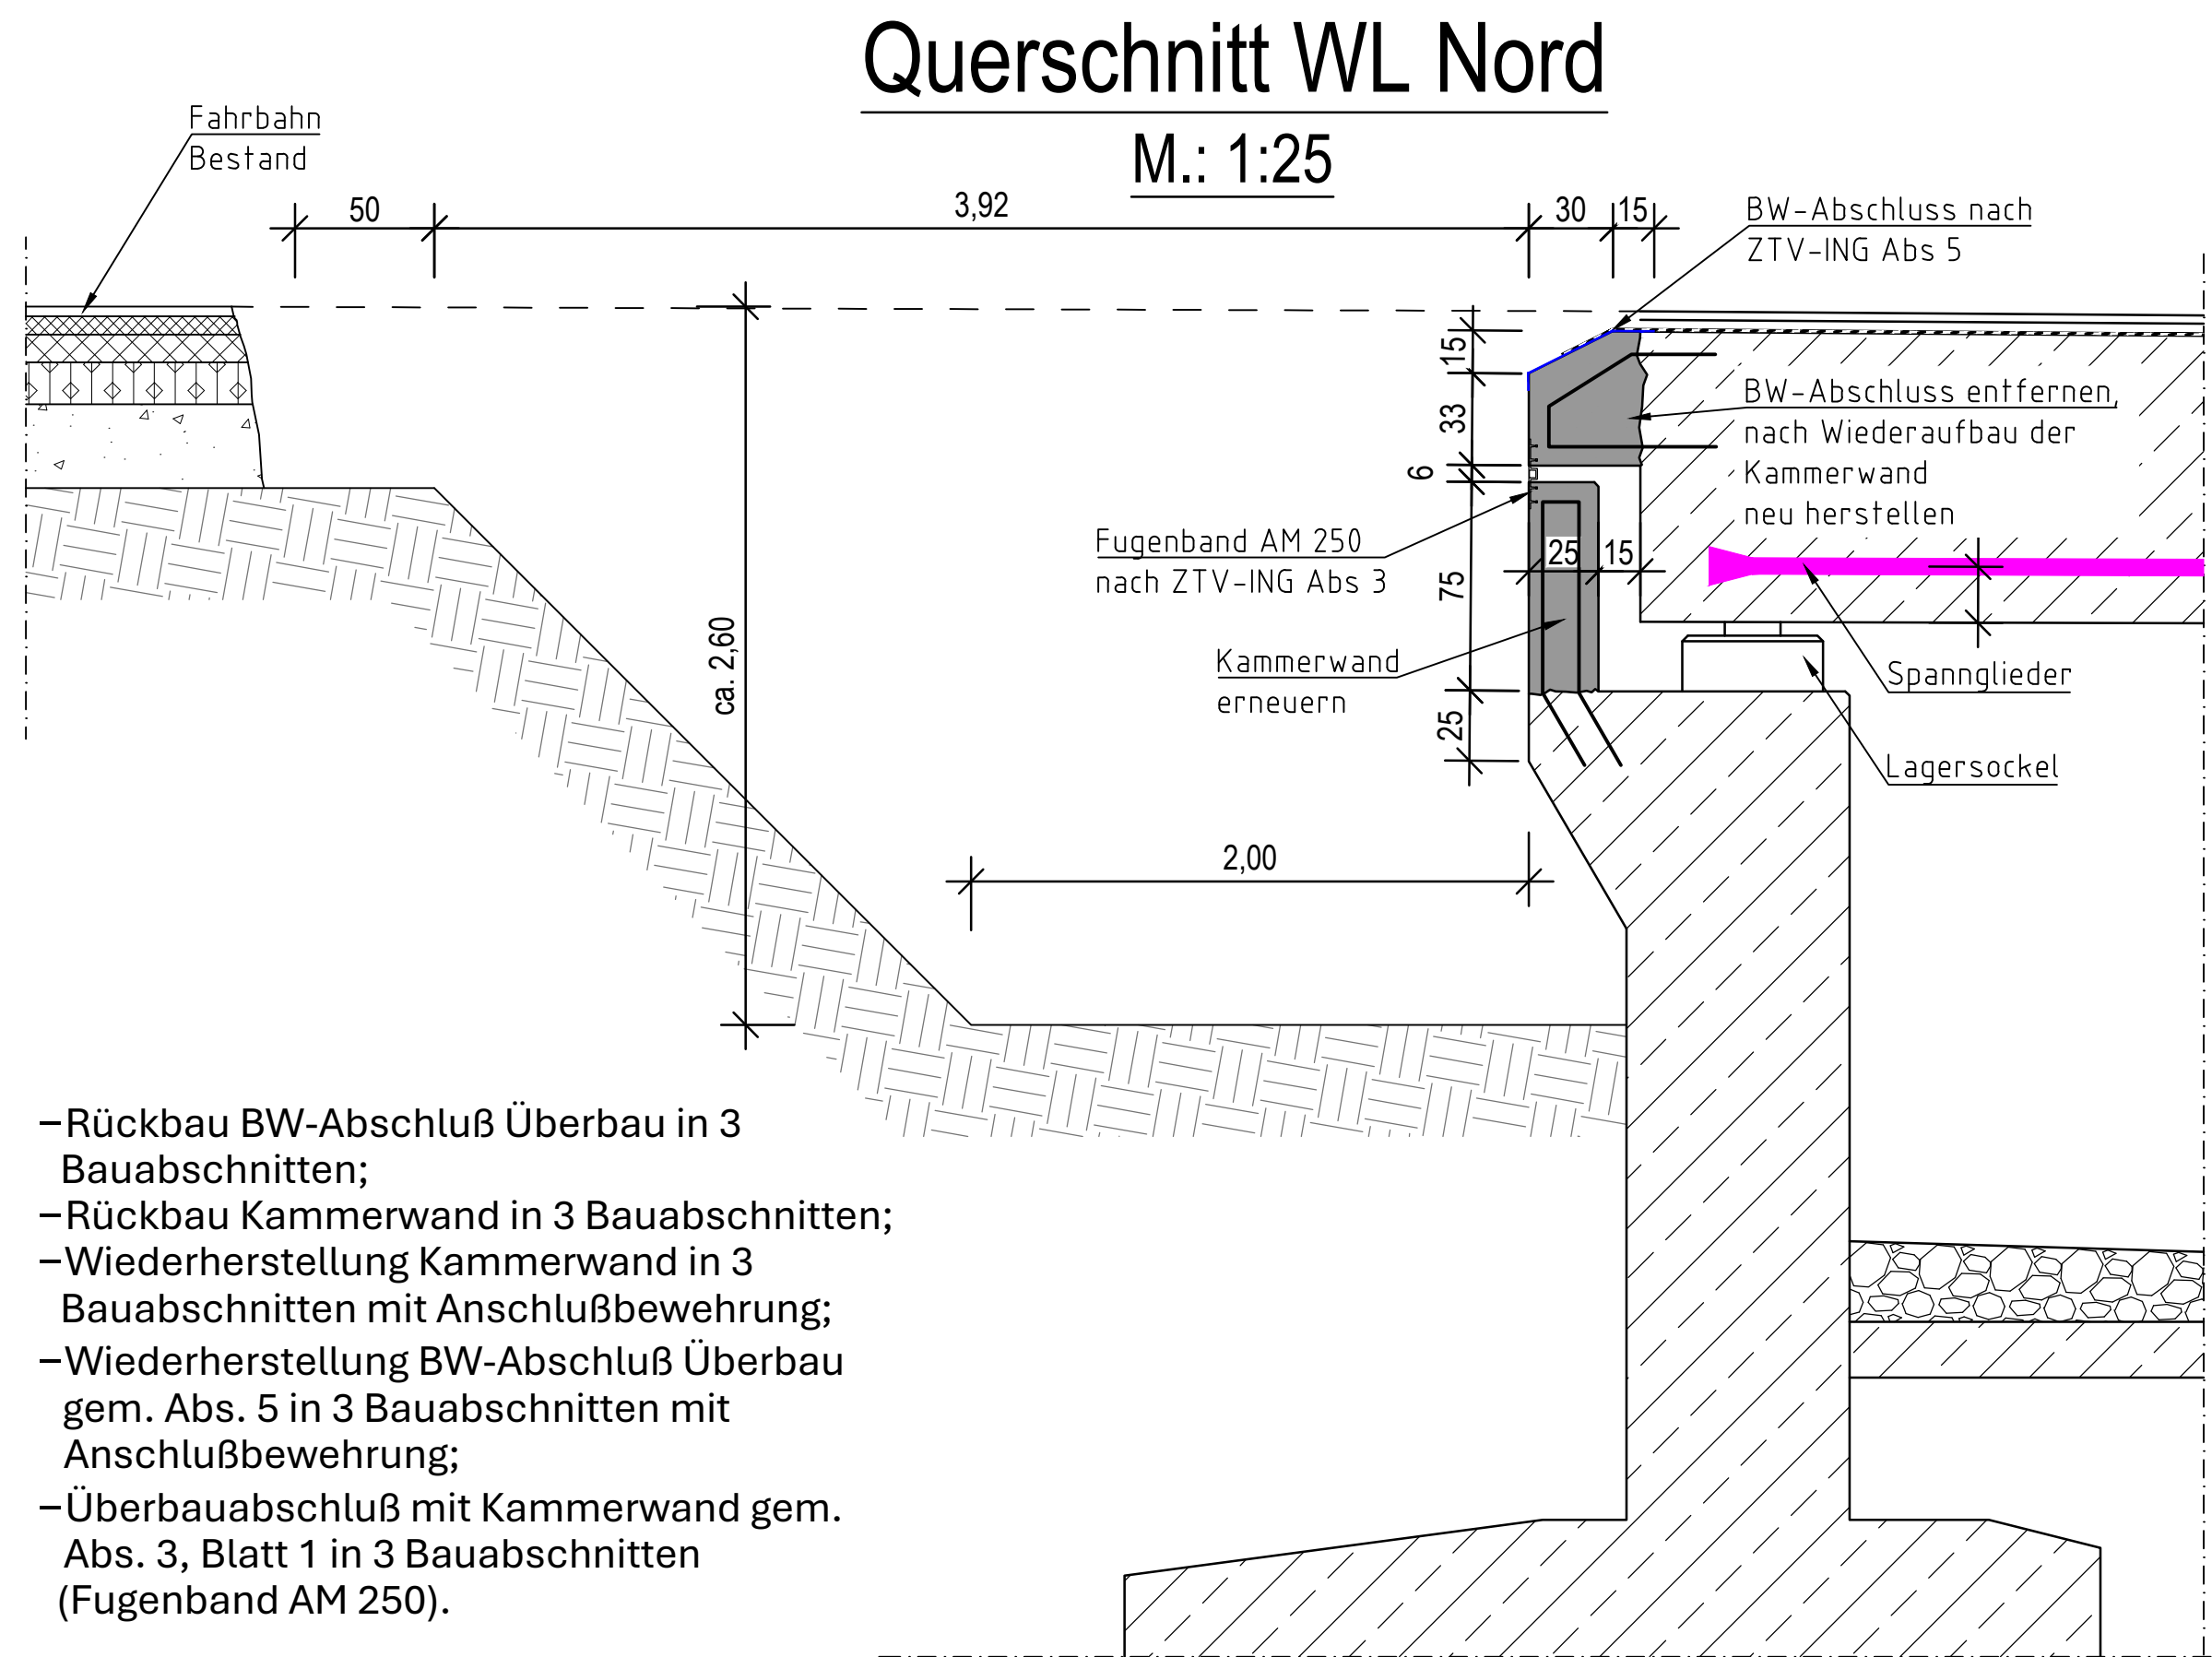 Querschnitt WL Nord
M.: 1:25
Fahrbahn
Bestand
50
3,92
30
15
BW-Abschluss nach
ZTV-ING Abs 5
15
33
6
75
25
BW-Abschluss entfernen,
nach Wiederaufbau der
Kammerwand
neu herstellen
Fugenband AM 250
nach ZTV-ING Abs 3
25
15
ca. 2,60
Kammerwand
erneuern
Spannglieder
Lagersockel
2,00
–Rückbau BW-Abschluß Überbau in 3
Bauabschnitten;
–Rückbau Kammerwand in 3 Bauabschnitten;
–Wiederherstellung Kammerwand in 3
Bauabschnitten mit Anschlußbewehrung;
–Wiederherstellung BW-Abschluß Überbau
gem. Abs. 5 in 3 Bauabschnitten mit
Anschlußbewehrung;
–Überbauabschluß mit Kammerwand gem.
Abs. 3, Blatt 1 in 3 Bauabschnitten
(Fugenband AM 250).